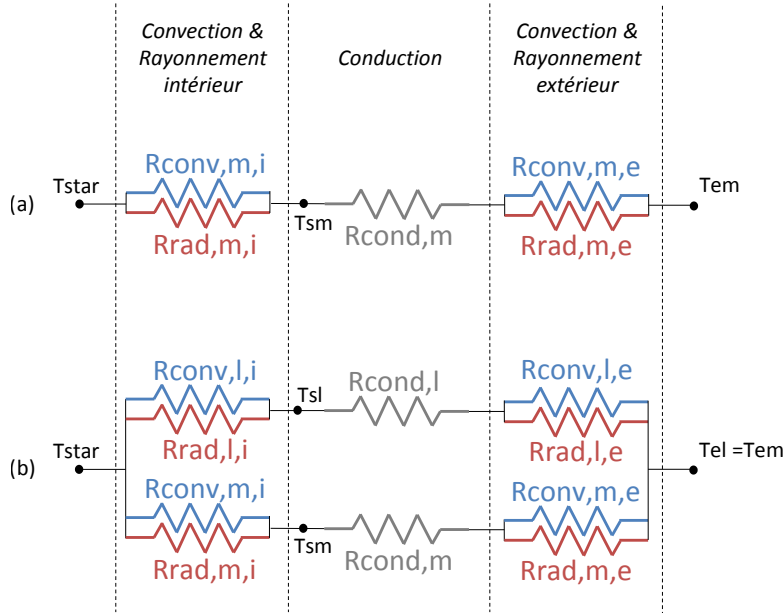 Convection &
Rayonnement
intérieur
Conduction
Convection &
Rayonnement
extérieur
(a)
Tstar
Rconv,m,i
Rrad,m,i
Tsm
Rcond,m
Rconv,m,e
Rrad,m,e
Tem
(b)
Tstar
Rconv,l,i
Rrad,l,i
Tsl
Rcond,l
Rconv,l,e
Rrad,l,e
Rconv,m,i
Rrad,m,i
Tsm
Rcond,m
Rconv,m,e
Rrad,m,e
Tel =Tem